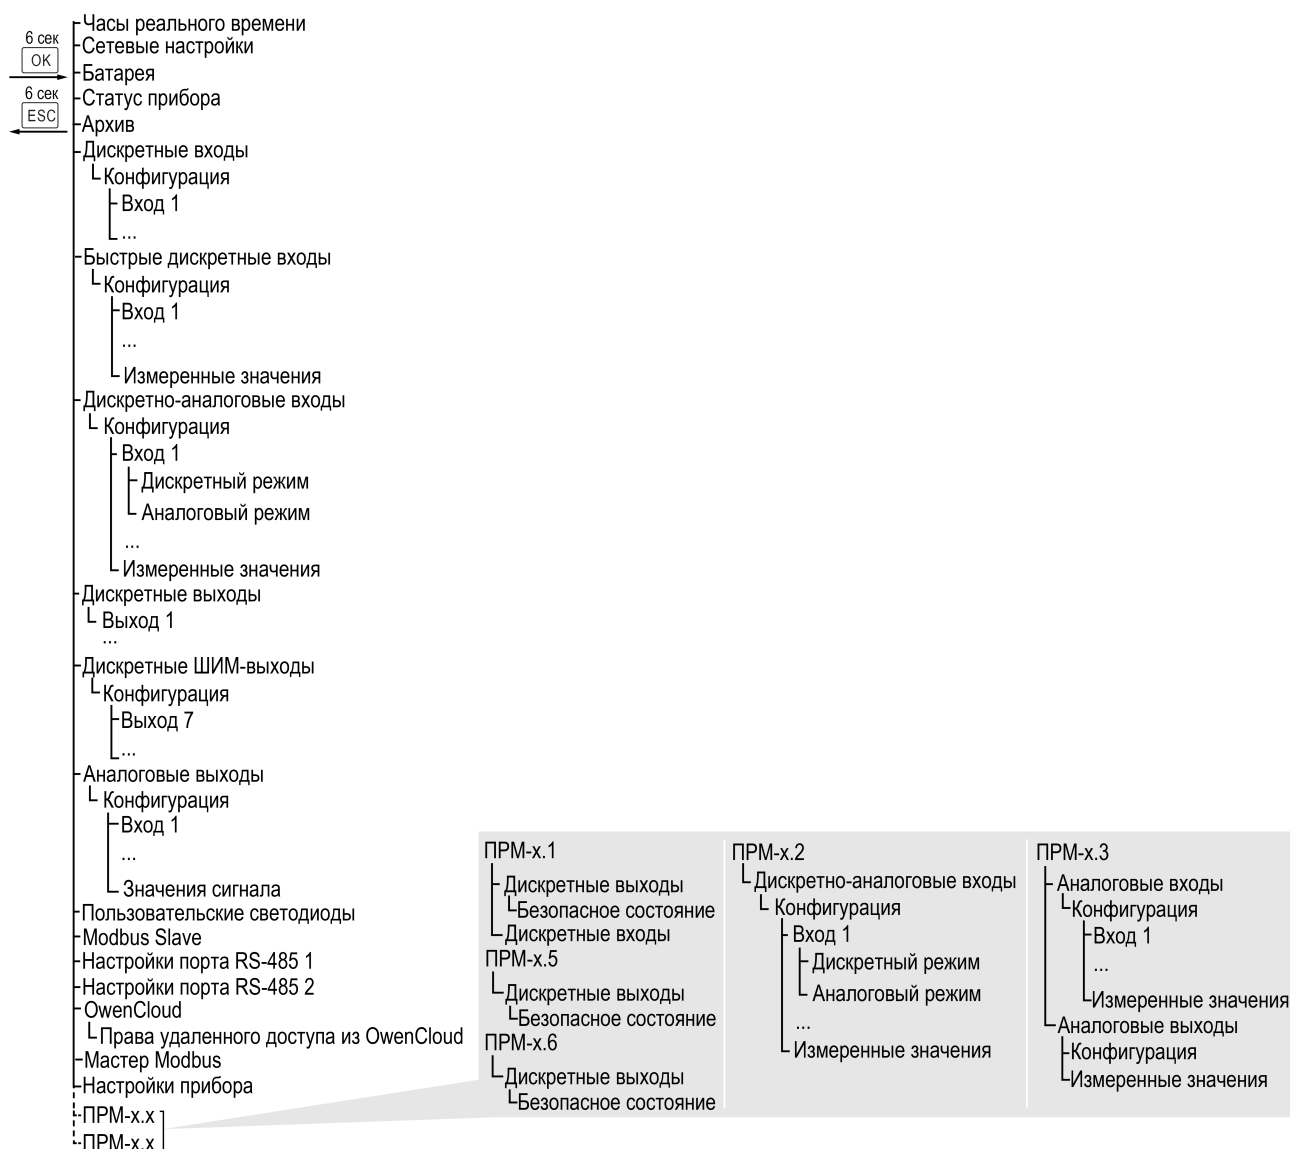 6 сек
OK
6 сек
ESC
Часы реального времени
Сетевые настройки
Батарея
Статус прибора
Архив
Дискретные входы
Конфигурация
Вход 1
...
Быстрые дискретные входы
Конфигурация
Вход 1
...
Измеренные значения
Дискретно-аналоговые входы
Конфигурация
Вход 1
Дискретный режим
Аналоговый режим
...
Измеренные значения
Дискретные выходы
Выход 1
...
Дискретные ШИМ-выходы
Конфигурация
Выход 7
...
Аналоговые выходы
Конфигурация
Вход 1
...
Значения сигнала
Пользовательские светодиоды
Modbus Slave
Настройки порта RS-485 1
Настройки порта RS-485 2
OwenCloud
Права удаленного доступа из OwenCloud
Мастер Modbus
Настройки прибора
ПРМ-х.х
ПРМ-х.х
ПРМ-х.1
Дискретные выходы
Безопасное состояние
Дискретные входы
ПРМ-х.5
Дискретные выходы
Безопасное состояние
ПРМ-х.6
Дискретные выходы
Безопасное состояние
ПРМ-х.2
Дискретно-аналоговые входы
Конфигурация
Вход 1
Дискретный режим
Аналоговый режим
...
Измеренные значения
ПРМ-х.3
Аналоговые входы
Конфигурация
Вход 1
...
Измеренные значения
Аналоговые выходы
Конфигурация
Измеренные значения